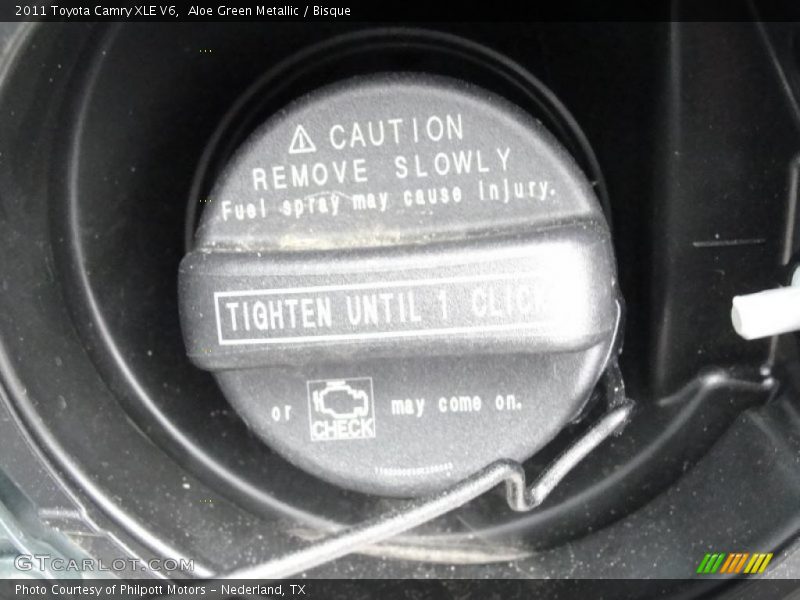 2011 Toyota Camry XLE V6,  Aloe Green Metallic / Bisque
⚠ CAUTION
REMOVE SLOWLY
Fuel spray may cause injury.
TIGHTEN UNTIL 1 CLICK
or CHECK may come on.
GTCARLOT.COM
Photo Courtesy of Philpott Motors – Nederland, TX